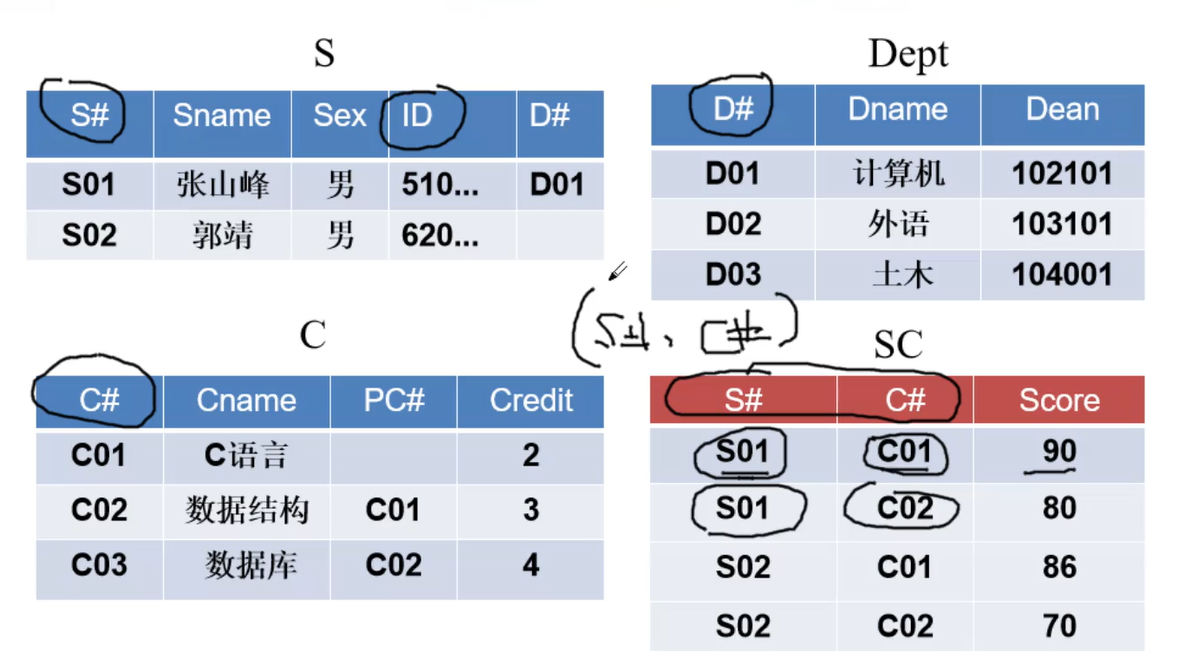 S
S# Sname Sex ID D#
S01 张山峰 男 510... D01
S02 郭靖 男 620...
Dept
D# Dname Dean
D01 计算机 102101
D02 外语 103101
D03 土木 104001
(S#、C#)
C
C# Cname PC# Credit
C01 C语言 2
C02 数据结构 C01 3
C03 数据库 C02 4
SC
S# C# Score
S01 C01 90
S01 C02 80
S02 C01 86
S02 C02 70